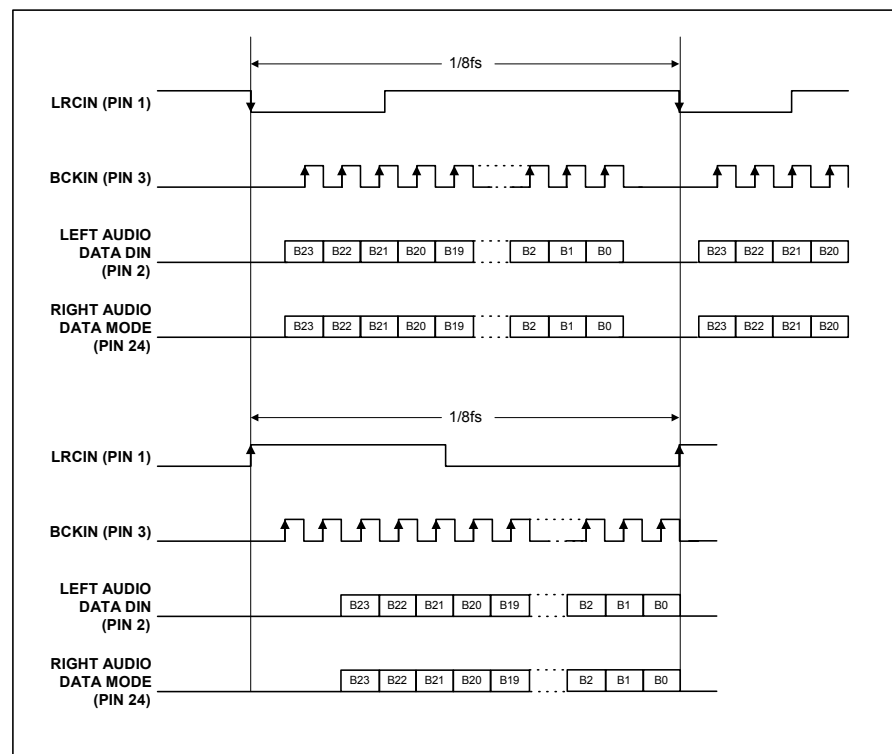 1/8fs
LRCIN (PIN 1)
BCKIN (PIN 3)
LEFT AUDIO
DATA DIN
(PIN 2)
B23 B22 B21 B20 B19 B2 B1 B0 B23 B22 B21 B20
RIGHT AUDIO
DATA MODE
(PIN 24)
B23 B22 B21 B20 B19 B2 B1 B0 B23 B22 B21 B20
1/8fs
LRCIN (PIN 1)
BCKIN (PIN 3)
LEFT AUDIO
DATA DIN
(PIN 2)
B23 B22 B21 B20 B19 B2 B1 B0
RIGHT AUDIO
DATA MODE
(PIN 24)
B23 B22 B21 B20 B19 B2 B1 B0